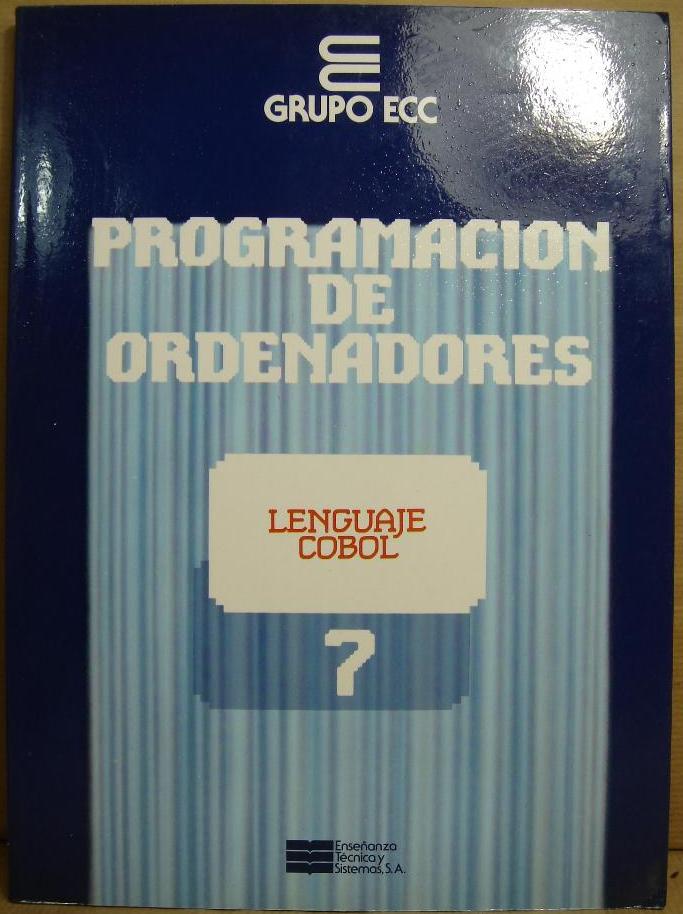 GRUPO ECC
PROGRAMACION
DE
ORDENADORES
LENGUAJE
COBOL
7
Enseñanza
Técnica y
Sistemas, S.A.